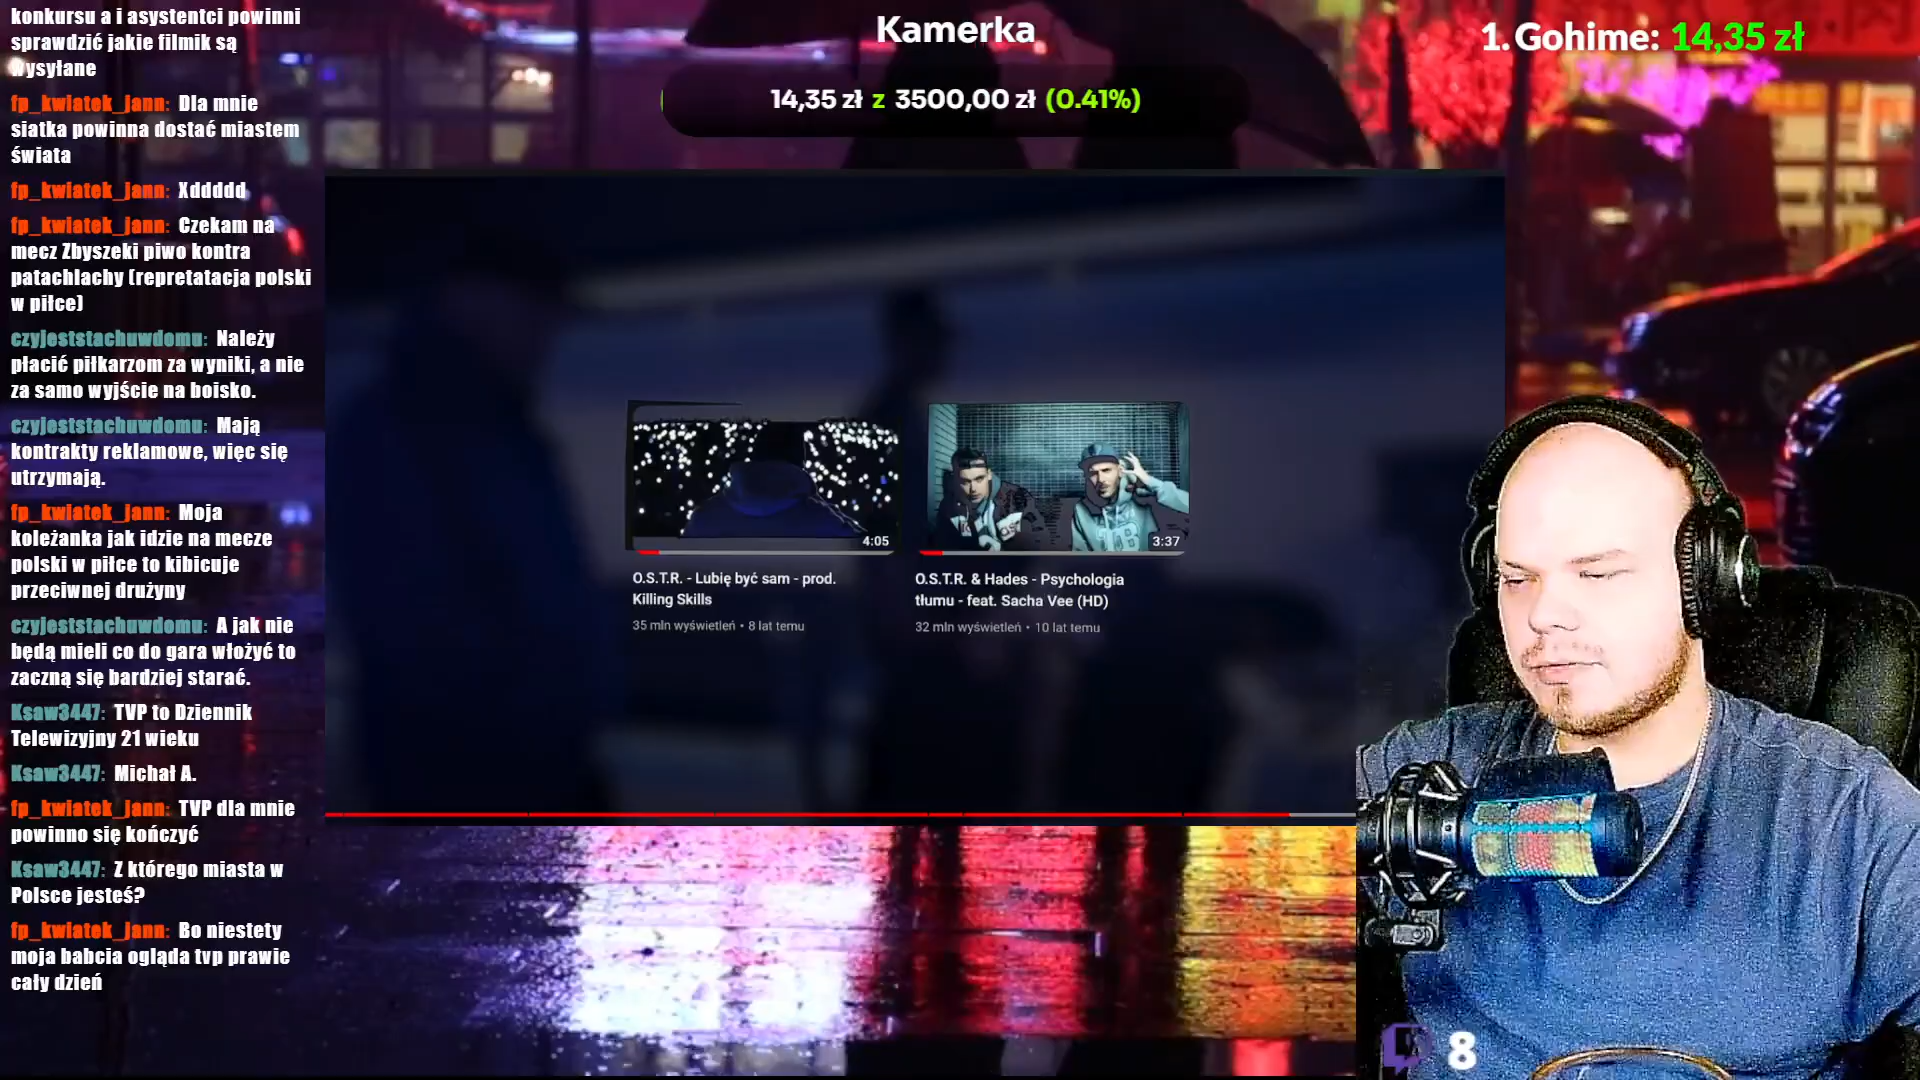 konkursu a i asystentci powinni
sprawdzić jakie filmik są
wysyłane
fp_kwiatek_jann: Dla mnie
siatka powinna dostać miastem
świata
fp_kwiatek_jann: Xddddd
fp_kwiatek_jann: Czekam na
mecz Zbyszeki piwo kontra
patachlachy (repretatacja polski
w piłce)
czyjeststachuwdomu: Należy
płacić piłkarzom za wyniki, a nie
za samo wyjście na boisko.
czyjeststachuwdomu: Mają
kontrakty reklamowe, więc się
utrzymają.
fp_kwiatek_jann: Moja
koleżanka jak idzie na mecze
polski w piłce to kibicuje
przeciwnej drużyny
czyjeststachuwdomu: A jak nie
będą mieli co do gara włożyć to
zaczną się bardziej starać.
Ksaw3447: TVP to Dziennik
Telewizyjny 21 wieku
Ksaw3447: Michał A.
fp_kwiatek_jann: TVP dla mnie
powinno się kończyć
Ksaw3447: Z którego miasta w
Polsce jesteś?
fp_kwiatek_jann: Bo niestety
moja babcia ogląda tvp prawie
cały dzień
Kamerka
14,35 zł z 3500,00 zł (0.41%)
1. Gohime: 14,35 zł
4:05
O.S.T.R. - Lubię być sam - prod.
Killing Skills
35 mln wyświetleń • 8 lat temu
3:37
O.S.T.R. & Hades - Psychologia
tłumu - feat. Sacha Vee (HD)
32 mln wyświetleń • 10 lat temu
8